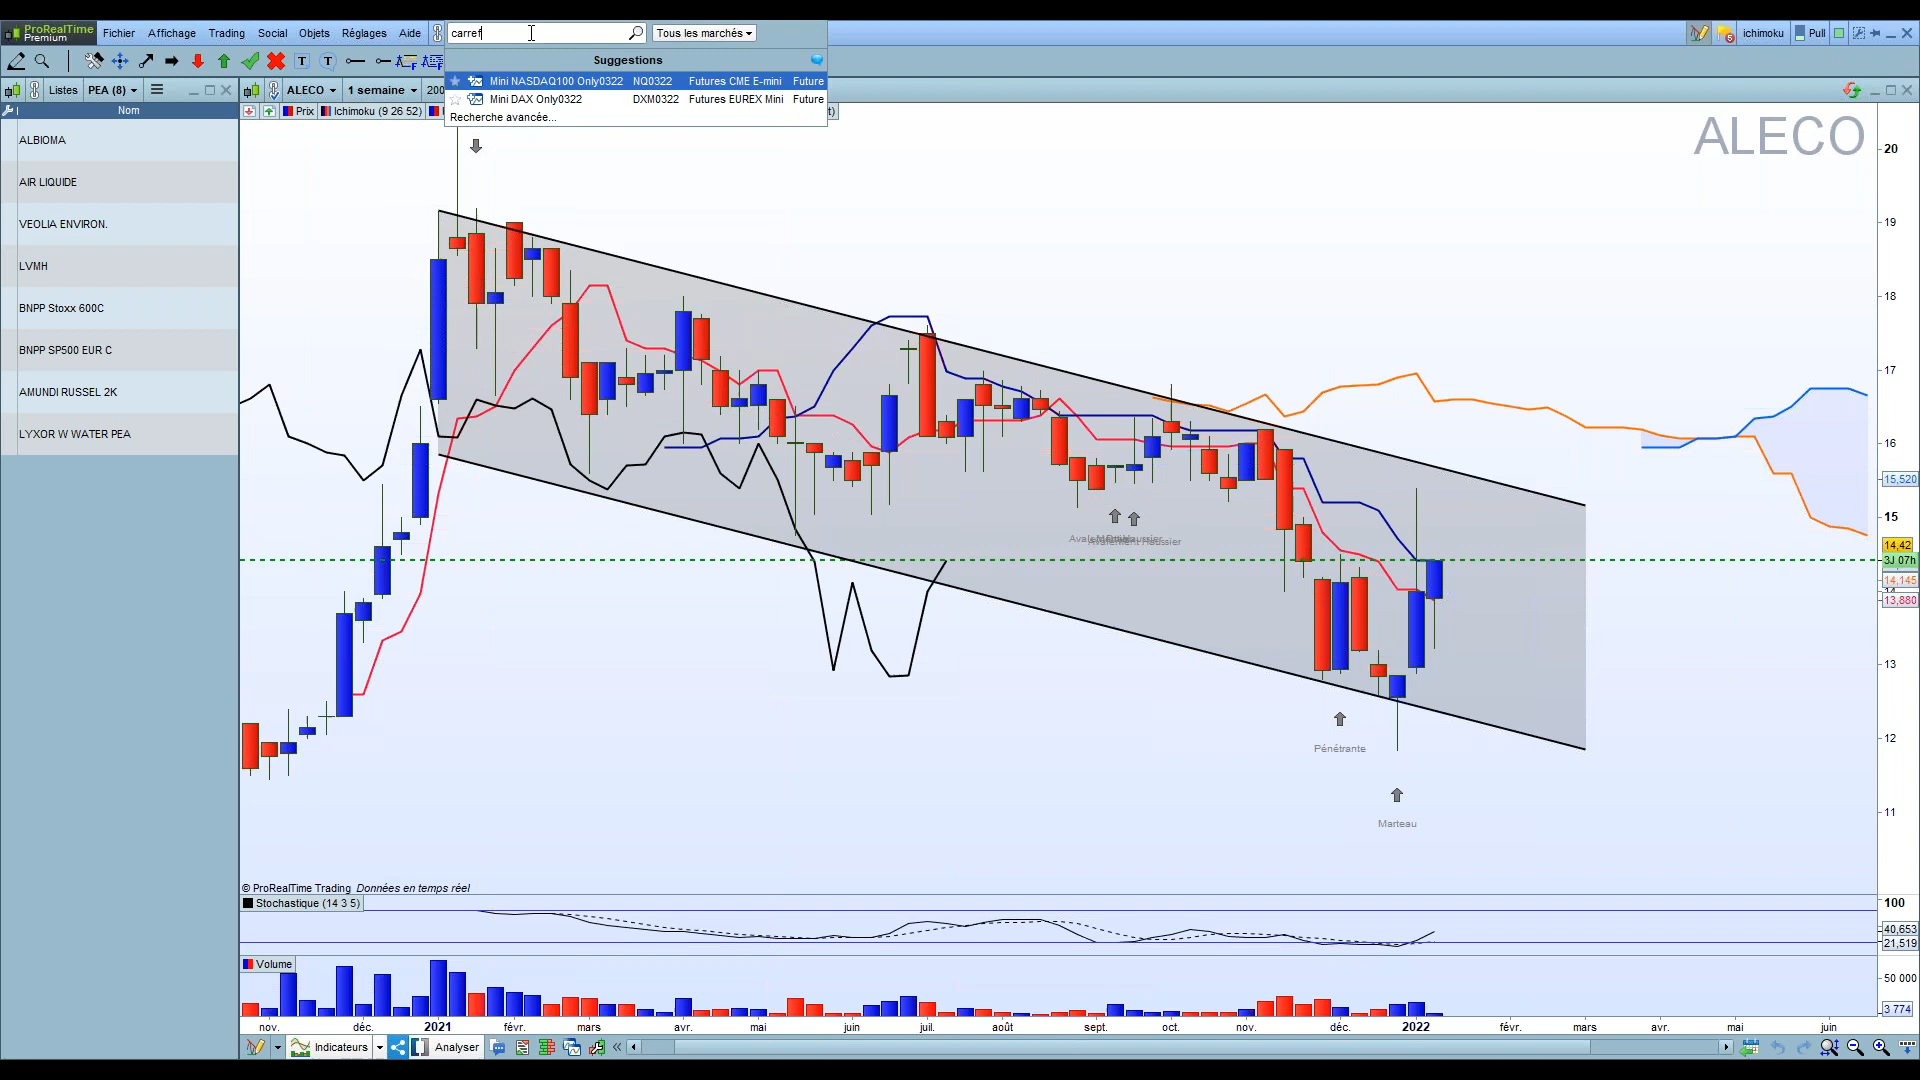 ProRealTime
Premium
Fichier Affichage Trading Social Objets Réglages Aide
carref
Tous les marchés
ichimoku
Pull
Suggestions
Mini NASDAQ100 Only0322 NQ0322 Futures CME E-mini Future
Mini DAX Only0322 DXM0322 Futures EUREX Mini Future
Recherche avancée...
Listes PEA (8)
ALECO 1 semaine 200
Nom
Prix Ichimoku (9 26 52)
ALBIOMA
AIR LIQUIDE
VEOLIA ENVIRON.
LVMH
BNPP Stoxx 600C
BNPP SP500 EUR C
AMUNDI RUSSEL 2K
LYXOR W WATER PEA
ALECO
20
19
18
17
16
15,520
15
14,42
3J 07h
14,145
13,880
13
12
11
Avalement Haussier
Pénétrante
Marteau
© ProRealTime Trading Données en temps réel
Stochastique (14 3 5)
100
40,653
21,519
Volume
50 000
3 774
nov. déc. 2021 févr. mars avr. mai juin juil. août sept. oct. nov. déc. 2022 févr. mars avr. mai juin
Indicateurs Analyser